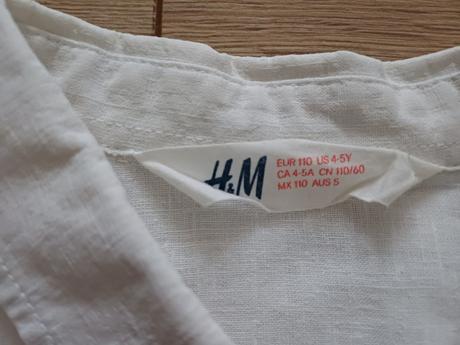 H&M
EUR 110 US 4-5Y
CA 4-5A CN 110/60
MX 110 AUS 5